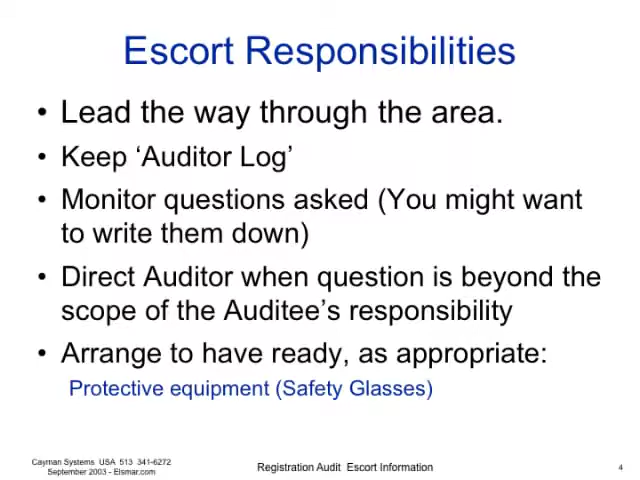 Escort Responsibilities
• Lead the way through the area.
• Keep ‘Auditor Log’
• Monitor questions asked (You might want
to write them down)
• Direct Auditor when question is beyond the
scope of the Auditee’s responsibility
• Arrange to have ready, as appropriate:
Protective equipment (Safety Glasses)
Cayman Systems USA 513 341-6272
September 2003 - Elsmar.com
Registration Audit Escort Information
4